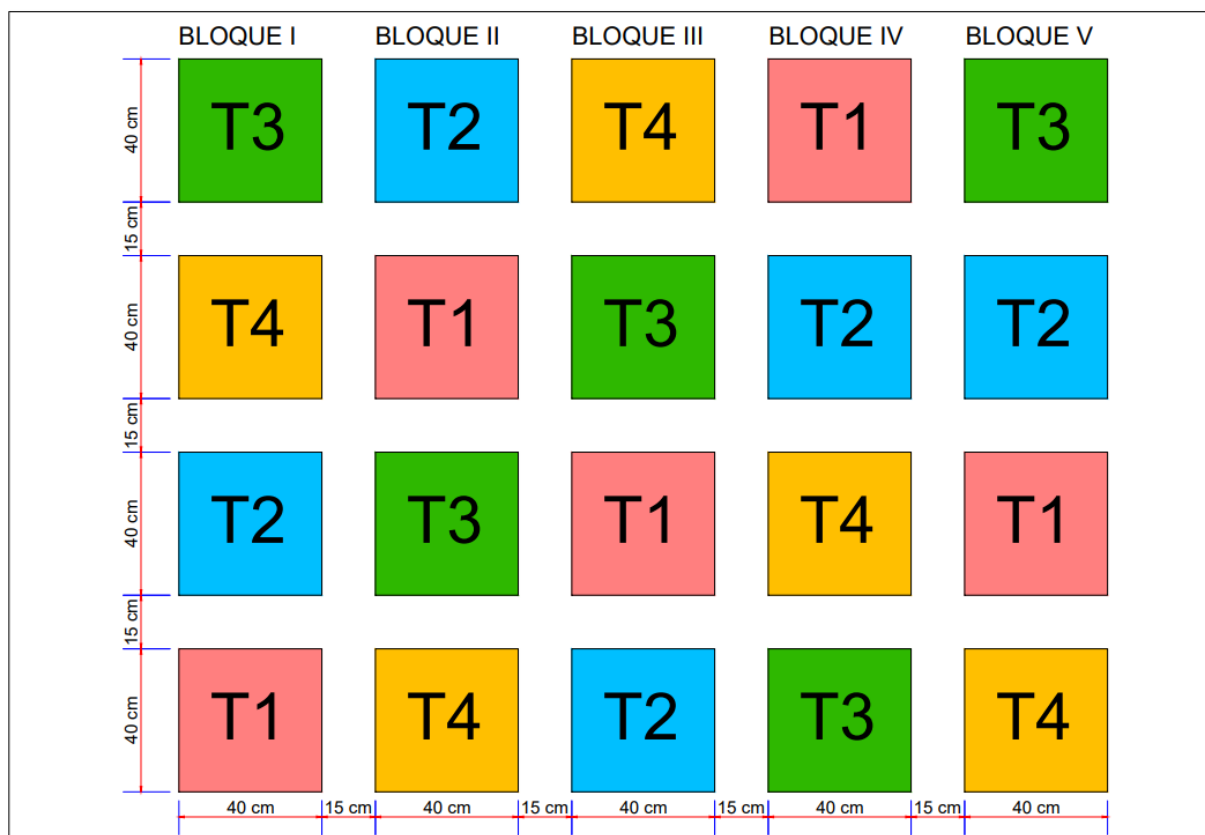 BLOQUE I BLOQUE II BLOQUE III BLOQUE IV BLOQUE V
40 cm T3 T2 T4 T1 T3
15 cm
40 cm T4 T1 T3 T2 T2
15 cm
40 cm T2 T3 T1 T4 T1
15 cm
40 cm T1 T4 T2 T3 T4
40 cm 15 cm 40 cm 15 cm 40 cm 15 cm 40 cm 15 cm 40 cm